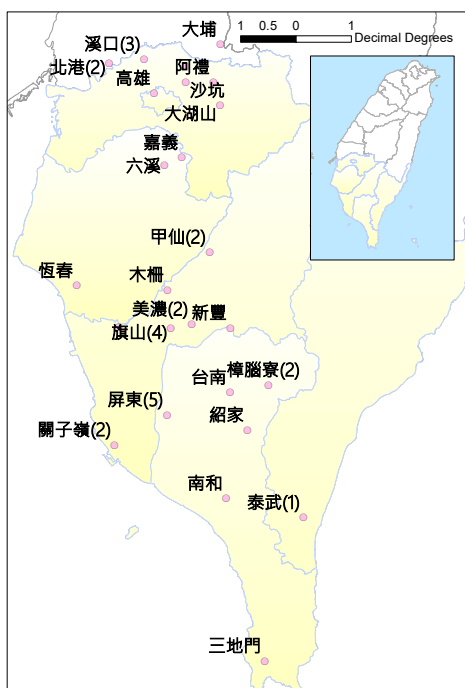 大埔
1 0.5 0 1 Decimal Degrees
溪口(3)
北港(2)
阿禮
高雄
沙坑
大湖山
嘉義
六溪
甲仙(2)
恆春
木柵
美濃(2)
新豐
旗山(4)
樟腦寮(2)
台南
屏東(5)
紹家
關子嶺(2)
南和
泰武(1)
三地門